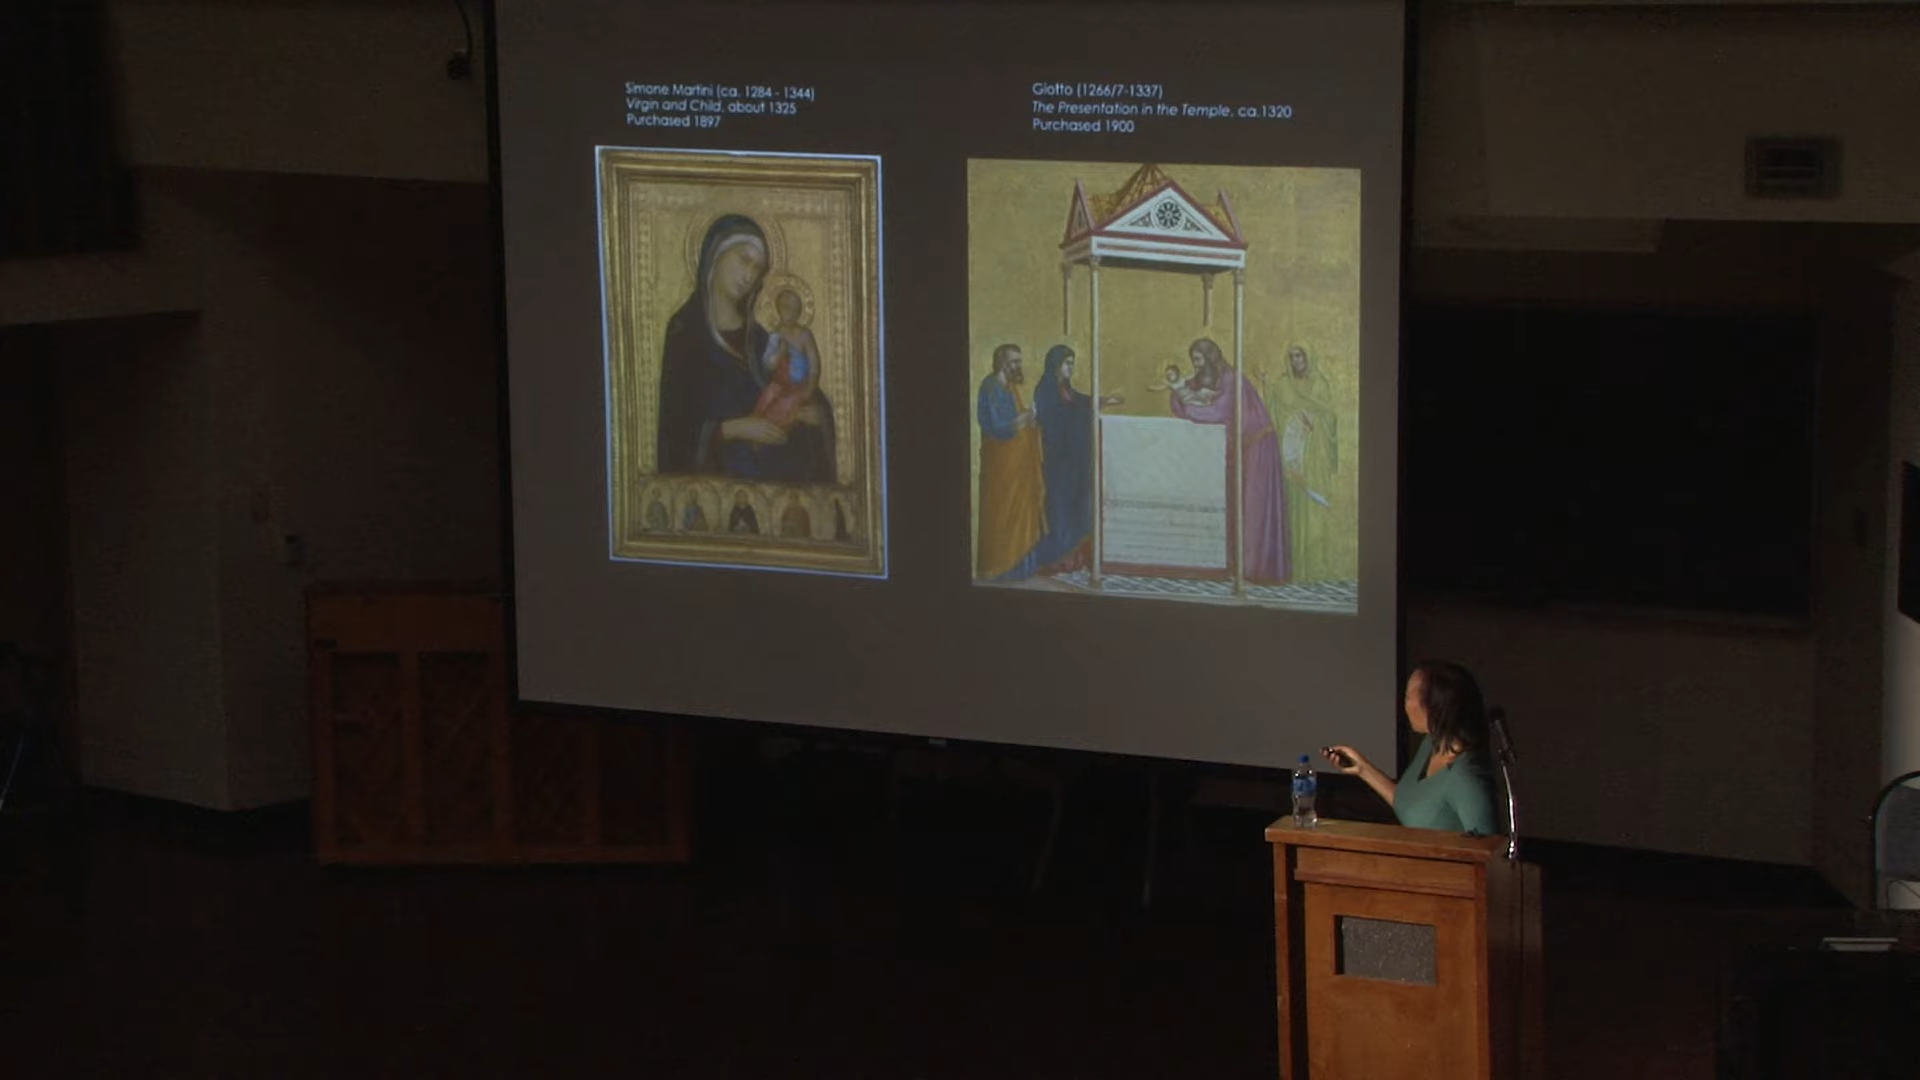 Simone Martini (ca. 1284 - 1344)
Virgin and Child, about 1325
Purchased 1897
Giotto (1266/7-1337)
The Presentation in the Temple, ca.1320
Purchased 1900